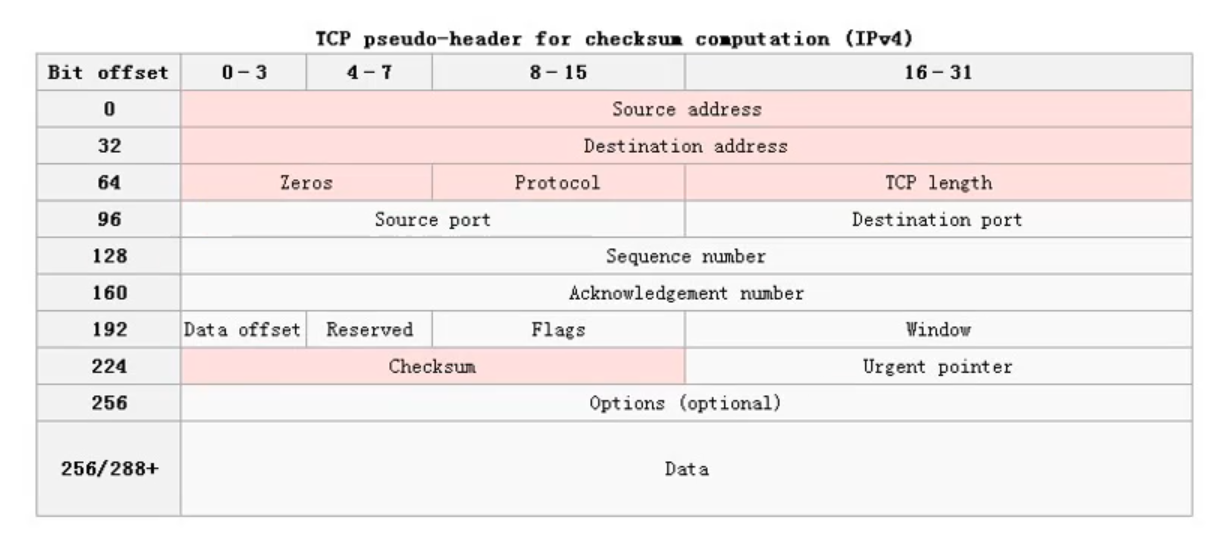 TCP pseudo-header for checksum computation (IPv4)
Bit offset 0-3 4-7 8-15 16-31
0 Source address
32 Destination address
64 Zeros Protocol TCP length
96 Source port Destination port
128 Sequence number
160 Acknowledgement number
192 Data offset Reserved Flags Window
224 Checksum Urgent pointer
256 Options (optional)
256/288+ Data